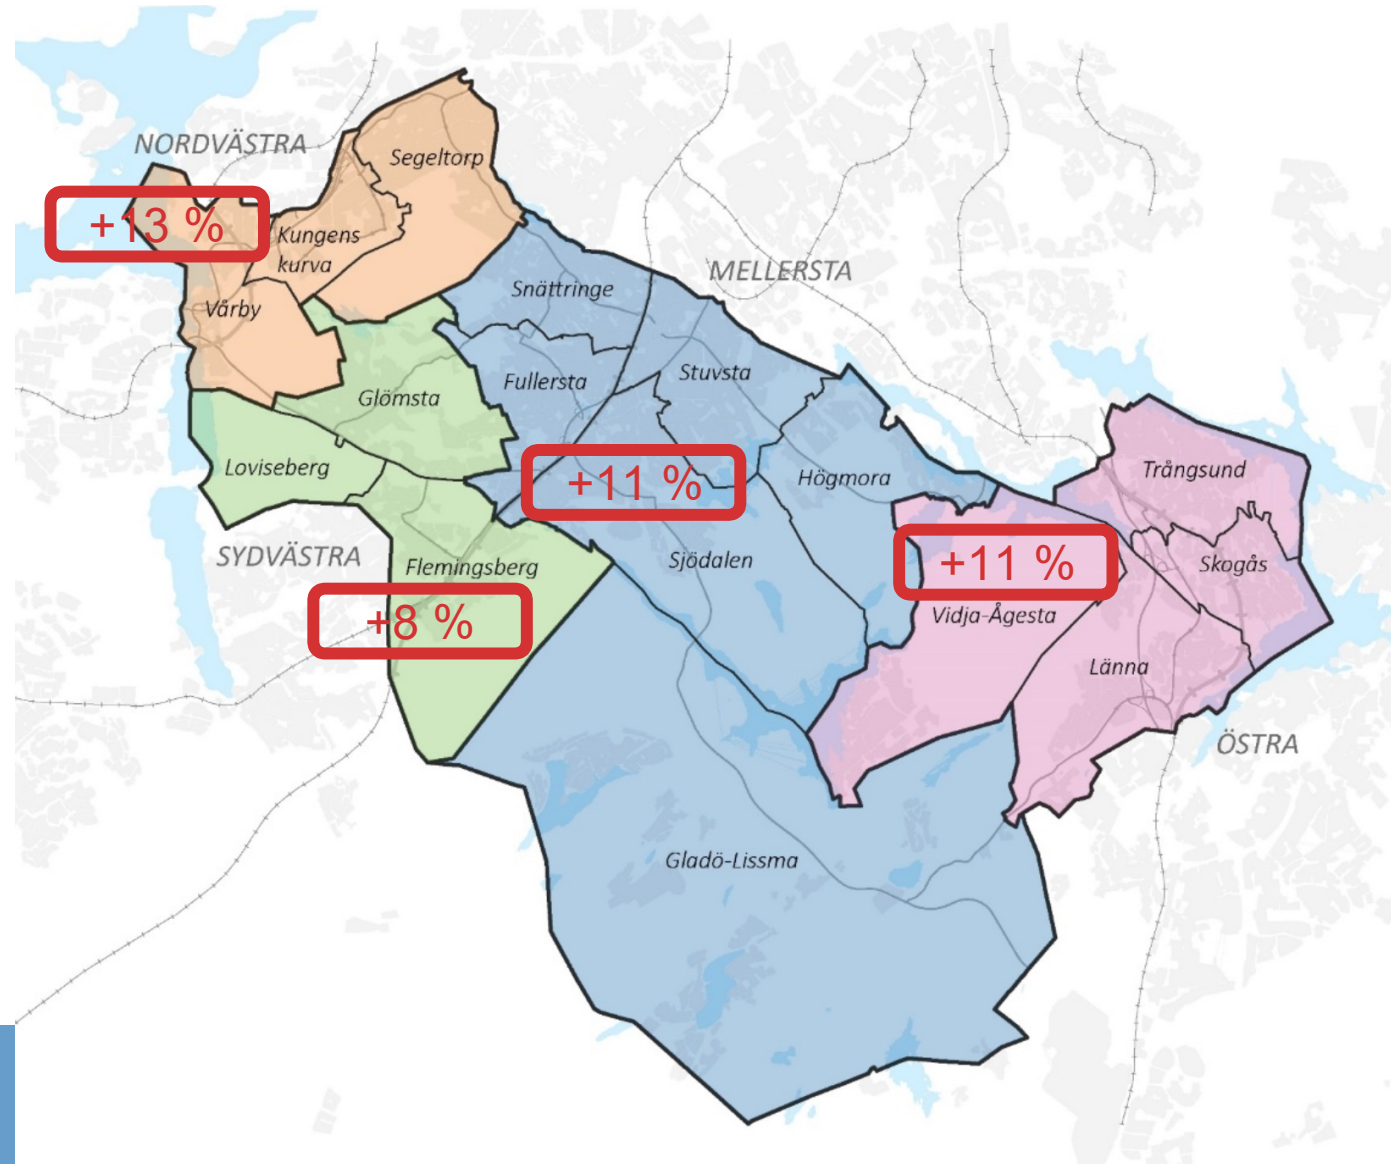 NORDVÄSTRA
Segeltorp
+13 %
Kungens
kurva
Vårby
MELLERSTA
Snättringe
Stuvsta
Fullersta
Glömsta
Loviseberg
+11 %
Högmora
Trångsund
SYDVÄSTRA
Flemingsberg
Sjödalen
+11 %
Skogås
+8 %
Vidja-Ågesta
Länna
ÖSTRA
Gladö-Lissma